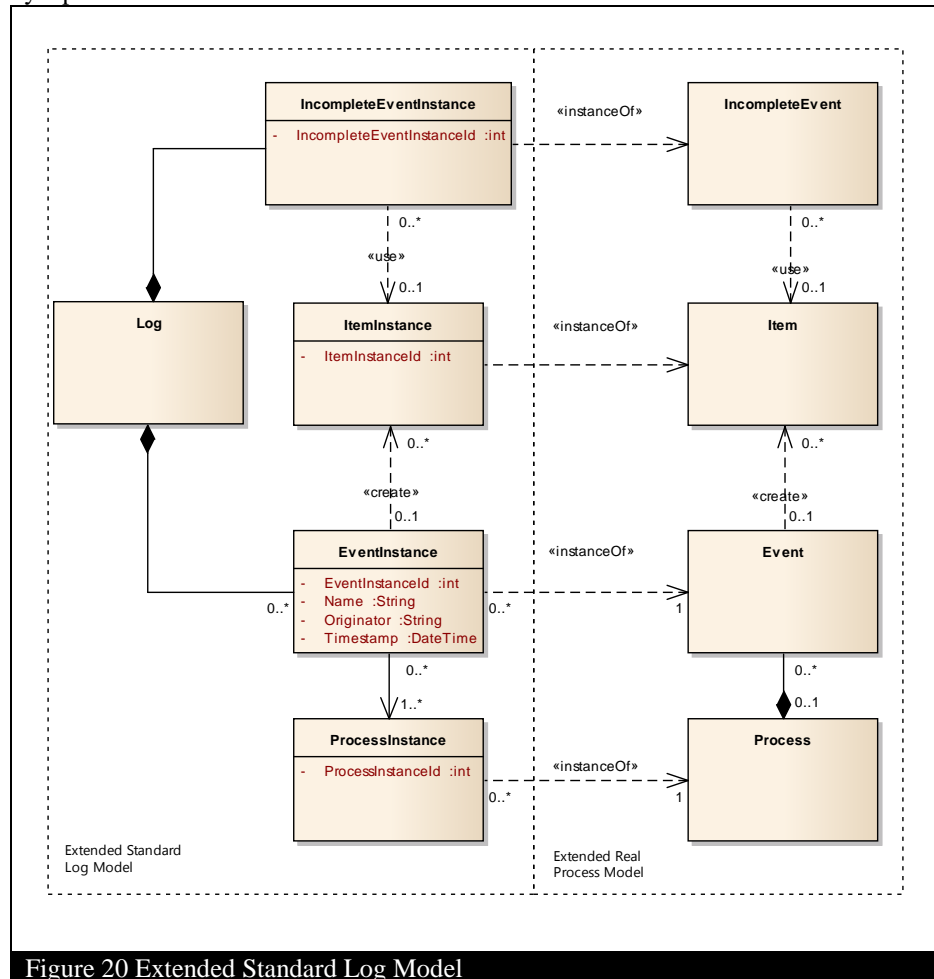 IncompleteEventInstance
- IncompleteEventInstanceId :int
«instanceOf»
IncompleteEvent
0..*
«use»
0..1
0..*
«use»
0..1
Log
ItemInstance
- ItemInstanceId :int
«instanceOf»
Item
0..*
«create»
0..1
0..*
«create»
0..1
EventInstance
- EventInstanceId :int
- Name :String
- Originator :String
- Timestamp :DateTime
0..*
«instanceOf»
0..*
1
Event
0..*
1..*
0..*
0..1
ProcessInstance
- ProcessInstanceId :int
«instanceOf»
0..*
1
Process
Extended Standard
Log Model
Extended Real
Process Model
Figure 20 Extended Standard Log Model